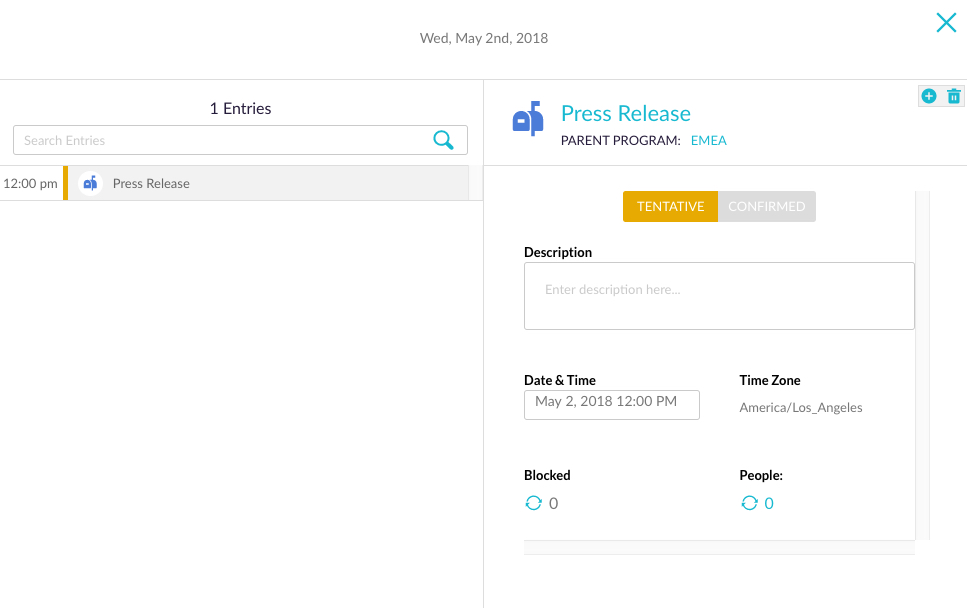 Wed, May 2nd, 2018
1 Entries
Search Entries
12:00 pm Press Release
Press Release
PARENT PROGRAM: EMEA
TENTATIVE CONFIRMED
Description
Enter description here...
Date & Time Time Zone
May 2, 2018 12:00 PM America/Los_Angeles
Blocked People:
0 0